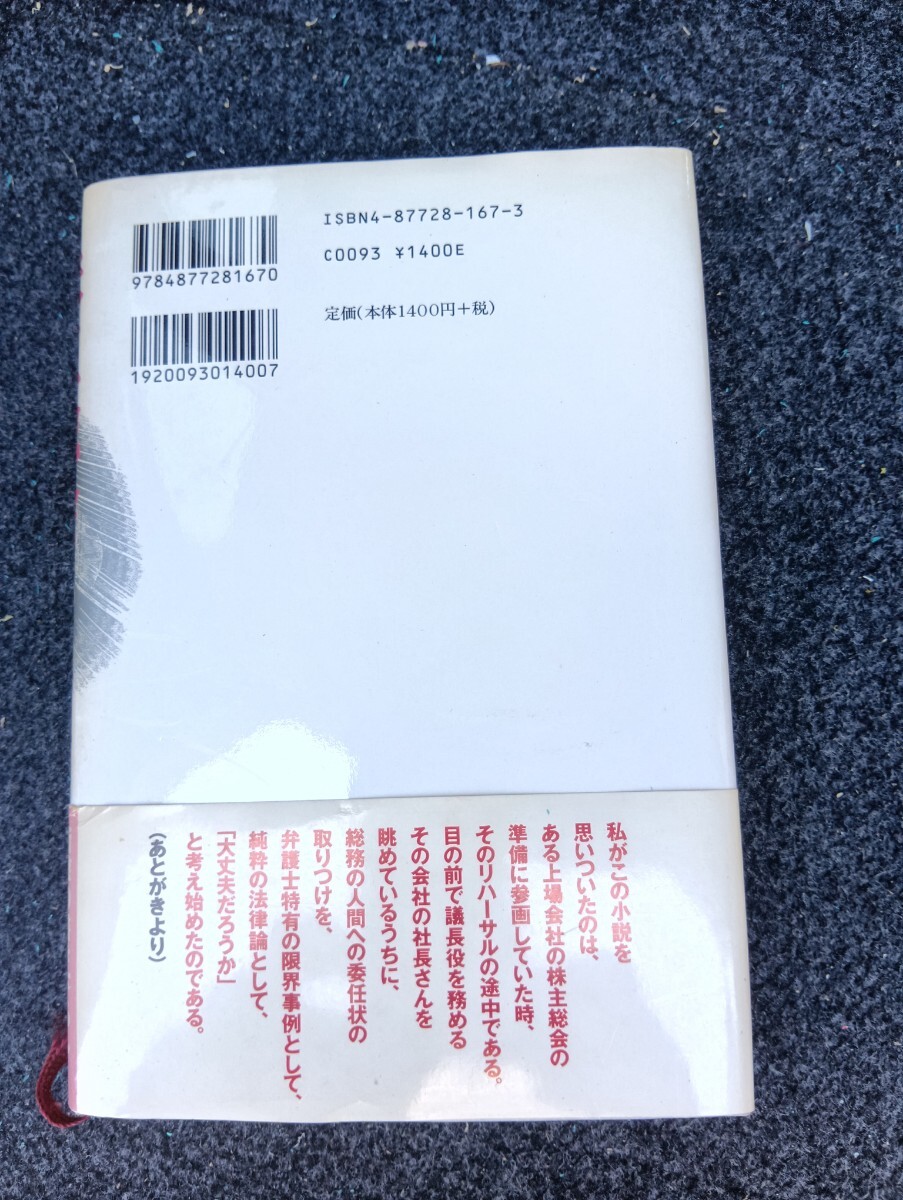 ISBN4-87728-167-3
C0093 ¥1400E
9784877281670
定価(本体1400円+税)
1920093014007
私がこの小説を
思いついたのは、
ある上場会社の株主総会の
準備に参画していた時、
そのリハーサルの途中である。
目の前で議長役を務める
その会社の社長さんを
眺めているうちに、
総務の人間への委任状の
取りつけを、
弁護士特有の限界事例として、
純粋の法律論として、
「大丈夫だろうか」
と考え始めたのである。
(あとがきより)